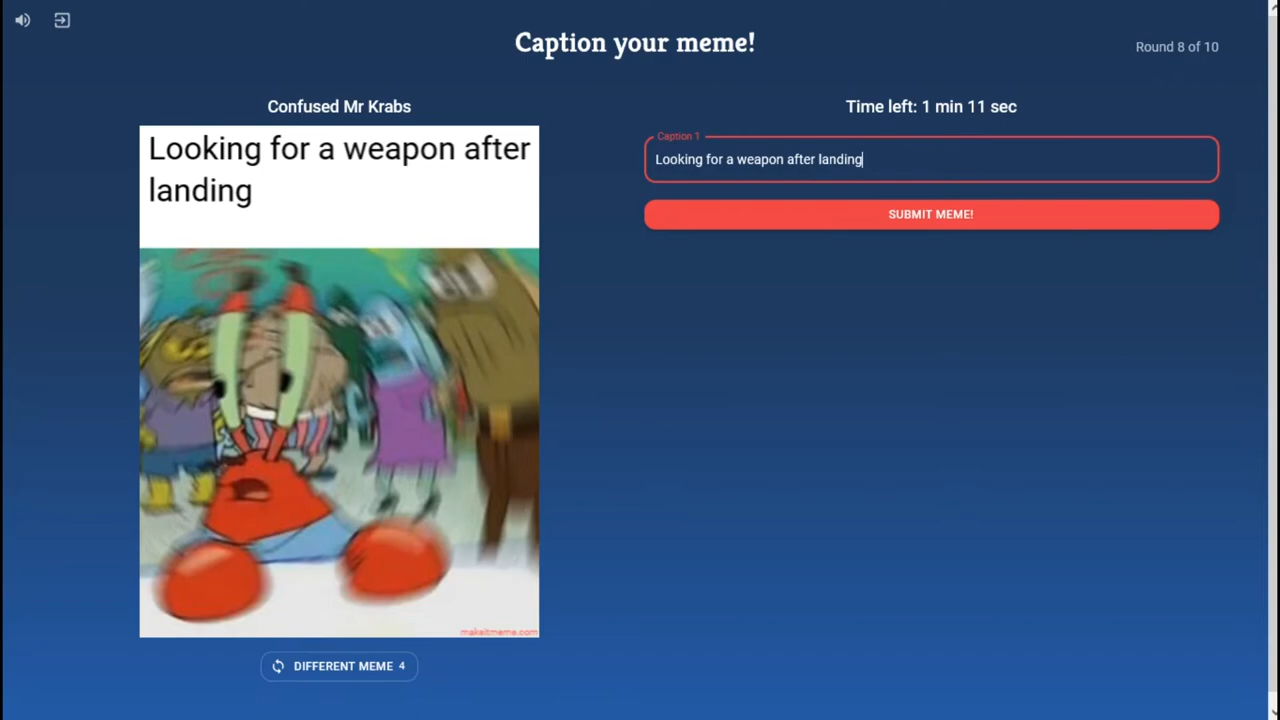 Caption your meme!
Round 8 of 10
Confused Mr Krabs
Looking for a weapon after
landing
makeitmeme.com
DIFFERENT MEME 4
Time left: 1 min 11 sec
Caption 1
Looking for a weapon after landing
SUBMIT MEME!